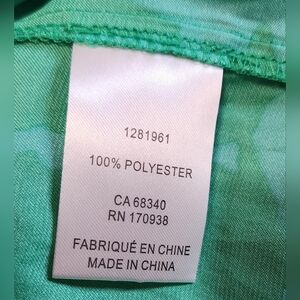 1281961
100% POLYESTER
CA 68340
RN 170938
FABRIQUÉ EN CHINE
MADE IN CHINA